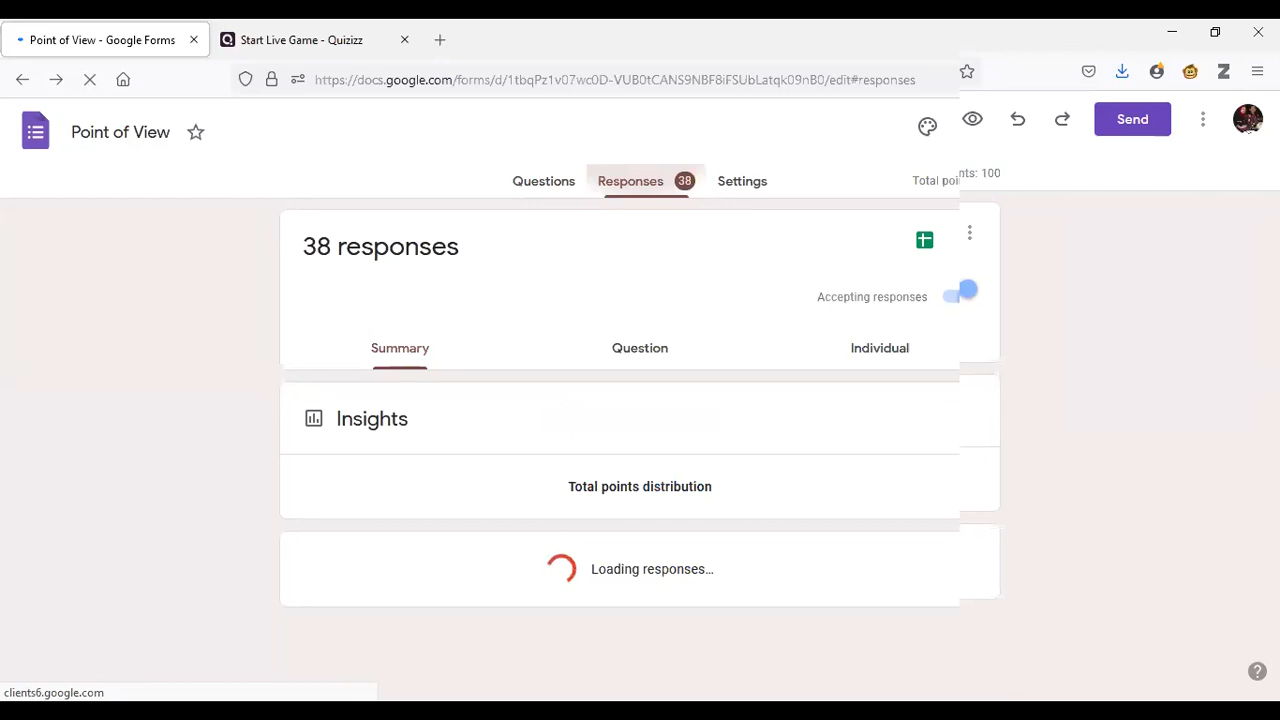 Point of View - Google Forms
Start Live Game - Quizizz
https://docs.google.com/forms/d/1tbqPz1v07wc0D-VUB0tCANS9NBF8iFSUbLatqk09nB0/edit#responses
Point of View
Send
Questions
Responses 38
Settings
Total poi
nts: 100
38 responses
Accepting responses
Summary
Question
Individual
Insights
Total points distribution
Loading responses...
clients6.google.com